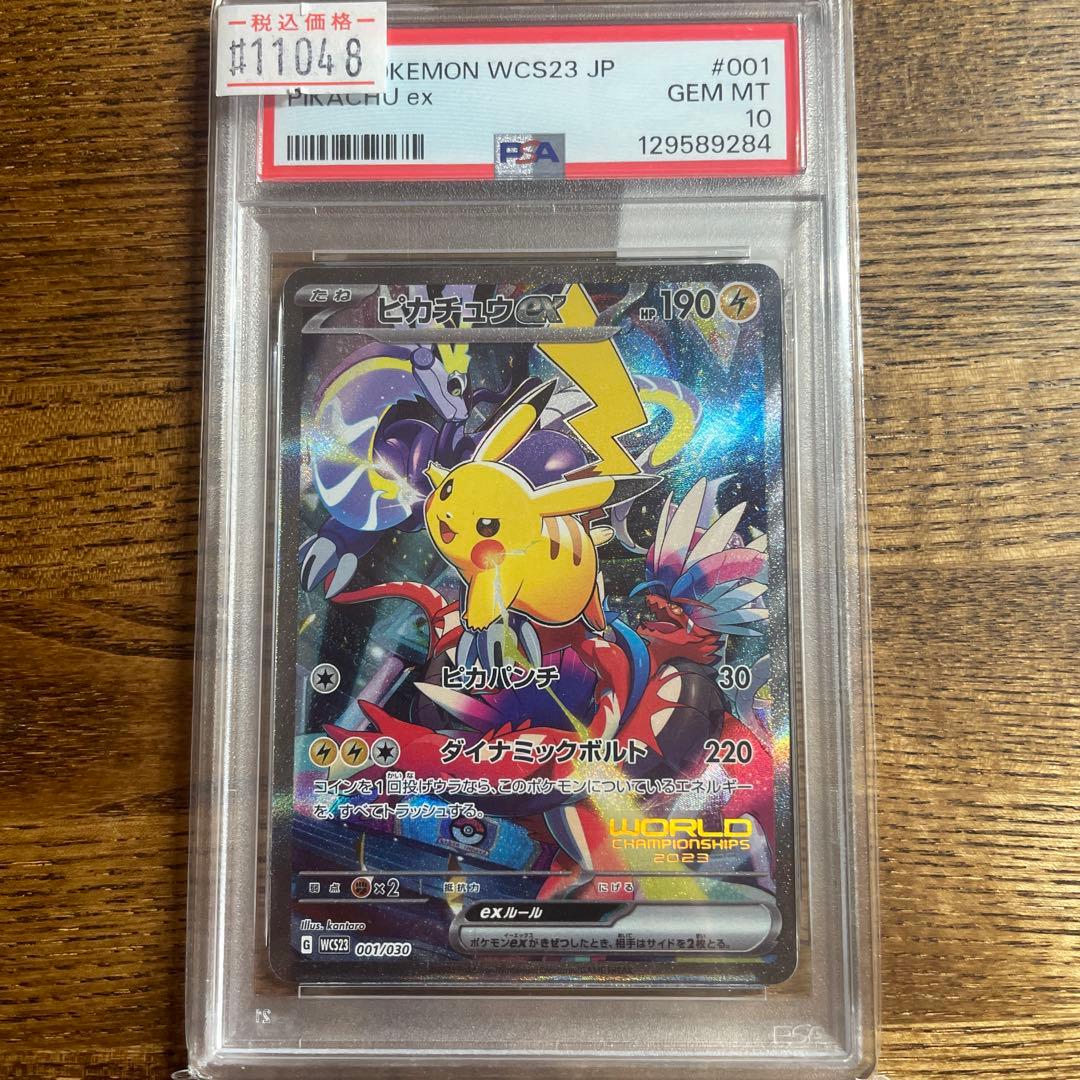 税込価格
#11048
OKEMON WCS23 JP
#001
PIKACHU ex
GEM MT
10
PSA
129589284
たね
ピカチュウex
HP 190
ピカパンチ 30
ダイナミックボルト 220
コインを1回投げウラなら、このポケモンについているエネルギー
を、すべてトラッシュする。
WORLD
CHAMPIONSHIPS
2023
弱点 ×2 抵抗力 にげる
exルール
ポケモンexがきぜつしたとき、相手はサイドを2枚とる。
Illus. kantaro
G WCS23 001/030